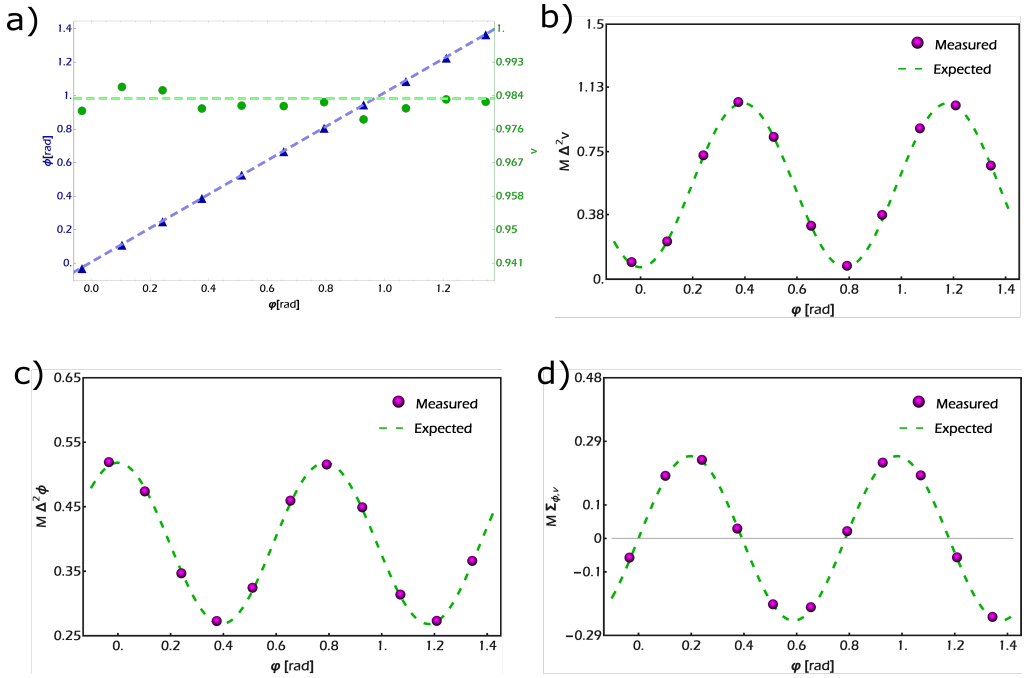 a)
1.4
1.2
1.
0.8
0.6
0.4
0.2
0.
ϕ[rad]
1.
0.993
0.984
0.976
0.967
0.958
0.95
0.941
v
0.0 0.2 0.4 0.6 0.8 1.0 1.2
φ[rad]
b)
1.5
1.13
0.75
0.38
0
M Δ²v
Measured
Expected
0. 0.2 0.4 0.6 0.8 1. 1.2 1.4
φ [rad]
c)
0.65
0.55
0.45
0.35
0.25
M Δ²ϕ
Measured
Expected
0. 0.2 0.4 0.6 0.8 1. 1.2 1.4
φ [rad]
d)
0.48
0.29
0.1
0
−0.1
−0.29
M Σϕ,v
Measured
Expected
0. 0.2 0.4 0.6 0.8 1. 1.2 1.4
φ [rad]